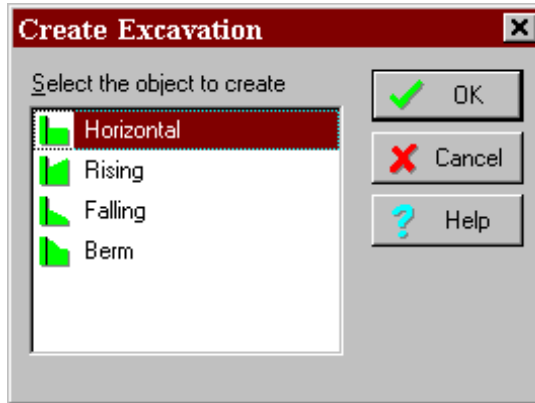 Create Excavation
Select the object to create
Horizontal
Rising
Falling
Berm
OK
Cancel
Help